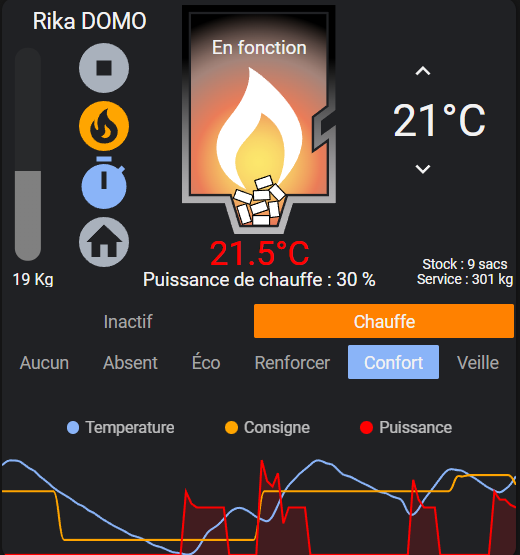 Rika DOMO
En fonction
21°C
21.5°C
19 Kg
Puissance de chauffe : 30 %
Stock : 9 sacs
Service : 301 kg
Inactif
Chauffe
Aucun
Absent
Éco
Renforcer
Confort
Veille
Temperature
Consigne
Puissance